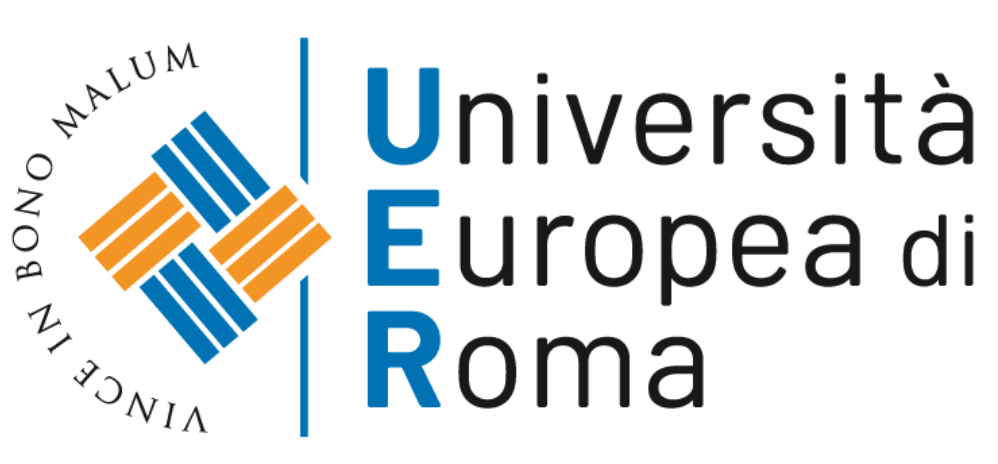 VINCE IN BONO MALUM
Università
Europea di
Roma